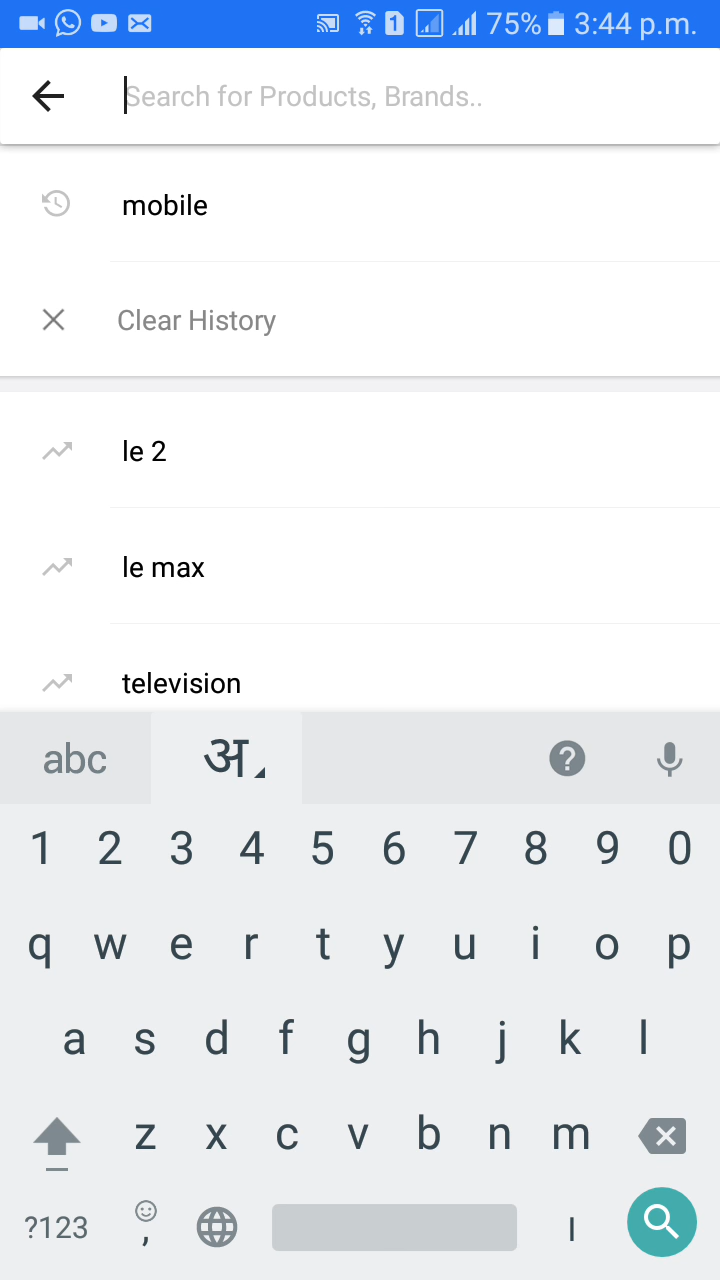 1 75% 3:44 p.m.
Search for Products, Brands..
mobile
Clear History
le 2
le max
television
abc अ ?
1 2 3 4 5 6 7 8 9 0
q w e r t y u i o p
a s d f g h j k l
z x c v b n m
?123 , ।